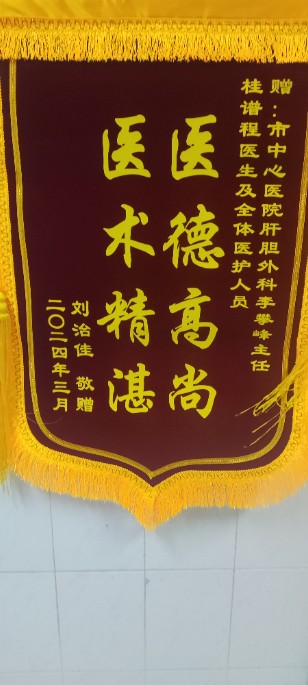 赠：市中心医院肝胆外科李攀峰主任
桂谱程医生及全体医护人员
医德高尚
医术精湛
刘治佳 敬赠
二〇二四年三月